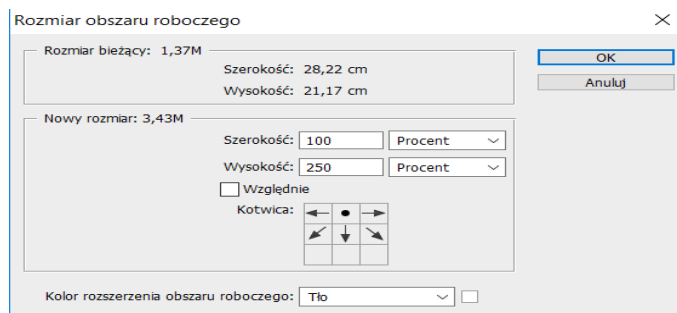 Rozmiar obszaru roboczego
Rozmiar bieżący: 1,37M
OK
Szerokość: 28,22 cm
Anuluj
Wysokość: 21,17 cm
Nowy rozmiar: 3,43M
Szerokość: 100 Procent
Wysokość: 250 Procent
Względnie
Kotwica:
Kolor rozszerzenia obszaru roboczego: Tło